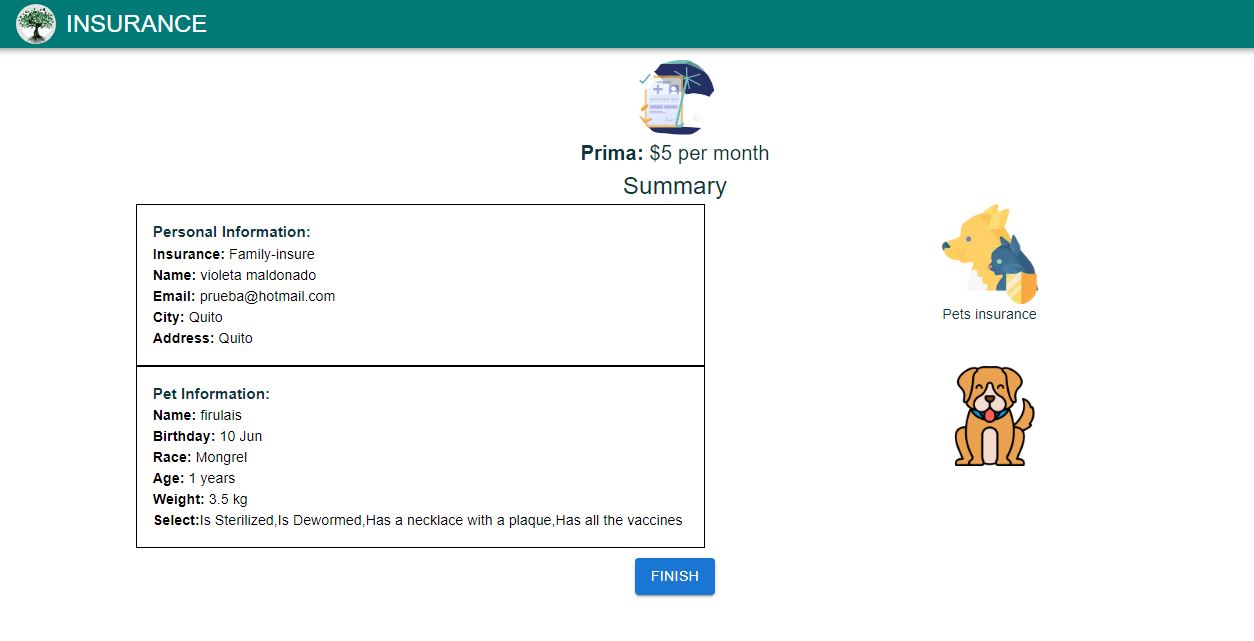 INSURANCE
Prima: $5 per month
Summary
Personal Information:
Insurance: Family-insure
Name: violeta maldonado
Email: prueba@hotmail.com
City: Quito
Address: Quito
Pets insurance
Pet Information:
Name: firulais
Birthday: 10 Jun
Race: Mongrel
Age: 1 years
Weight: 3.5 kg
Select:Is Sterilized,Is Dewormed,Has a necklace with a plaque,Has all the vaccines
FINISH